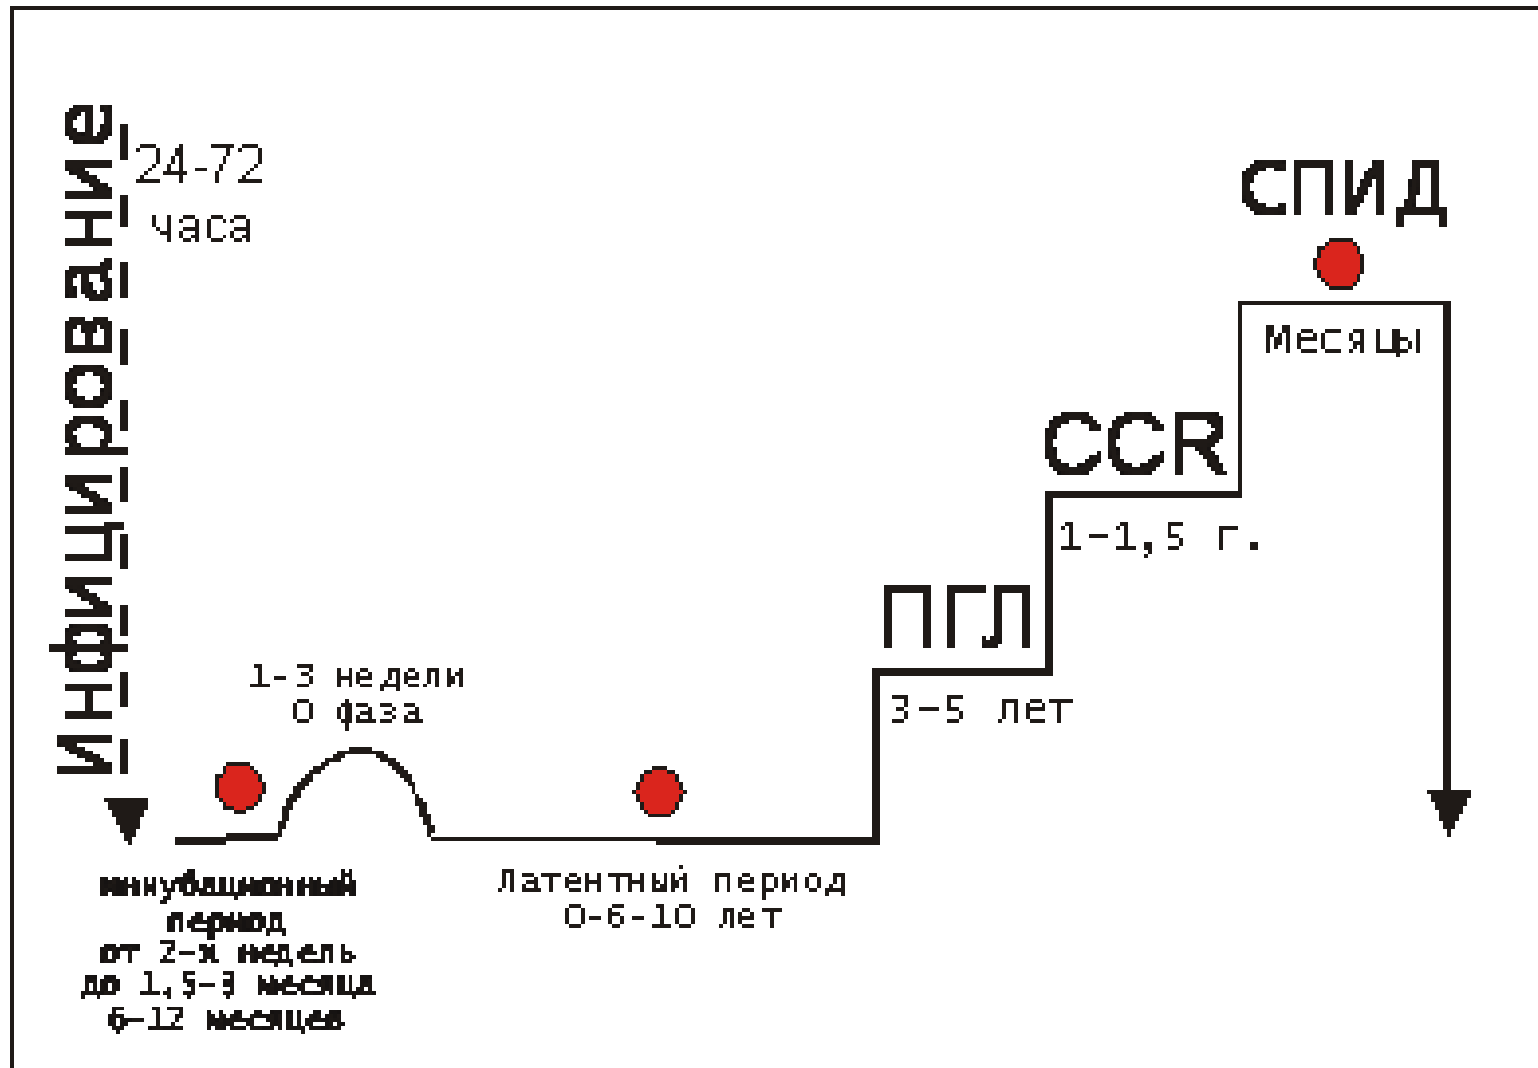 Инфицирование
24-72
часа
1-3 недели
0 фаза
инкубационный
период
от 2-х недель
до 1,5-3 месяца
6-12 месяцев
Латентный период
0-6-10 лет
ПГЛ
3-5 лет
ССR
1-1,5 г.
СПИД
Месяцы